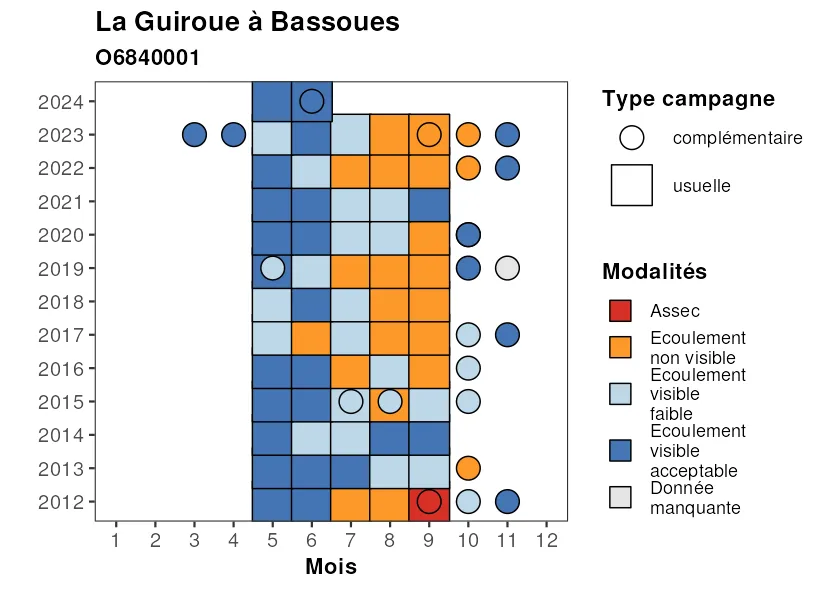 La Guiroue à Bassoues
O6840001
2024
2023
2022
2021
2020
2019
2018
2017
2016
2015
2014
2013
2012
1 2 3 4 5 6 7 8 9 10 11 12
Mois
Type campagne
complémentaire
usuelle
Modalités
Assec
Ecoulement
non visible
Ecoulement
visible
faible
Ecoulement
visible
acceptable
Donnée
manquante